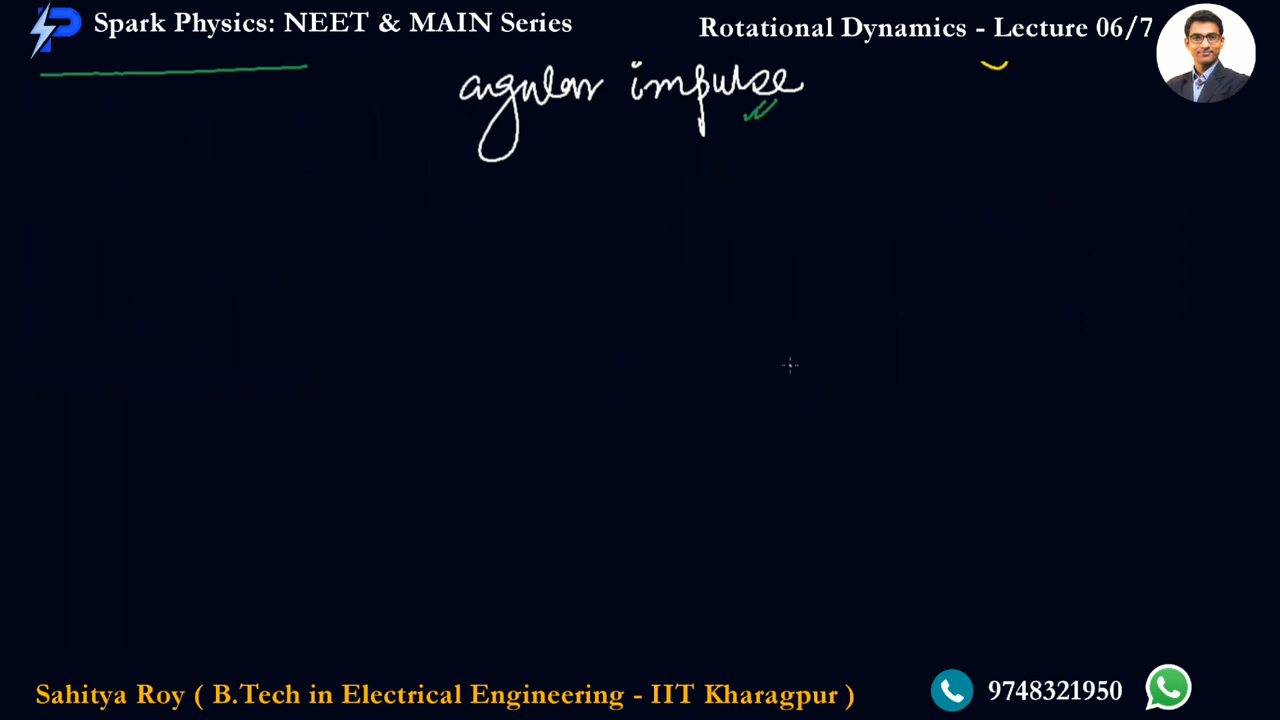 Spark Physics: NEET & MAIN Series
Rotational Dynamics - Lecture 06/7
angular impulse
Sahitya Roy ( B.Tech in Electrical Engineering - IIT Kharagpur )
9748321950